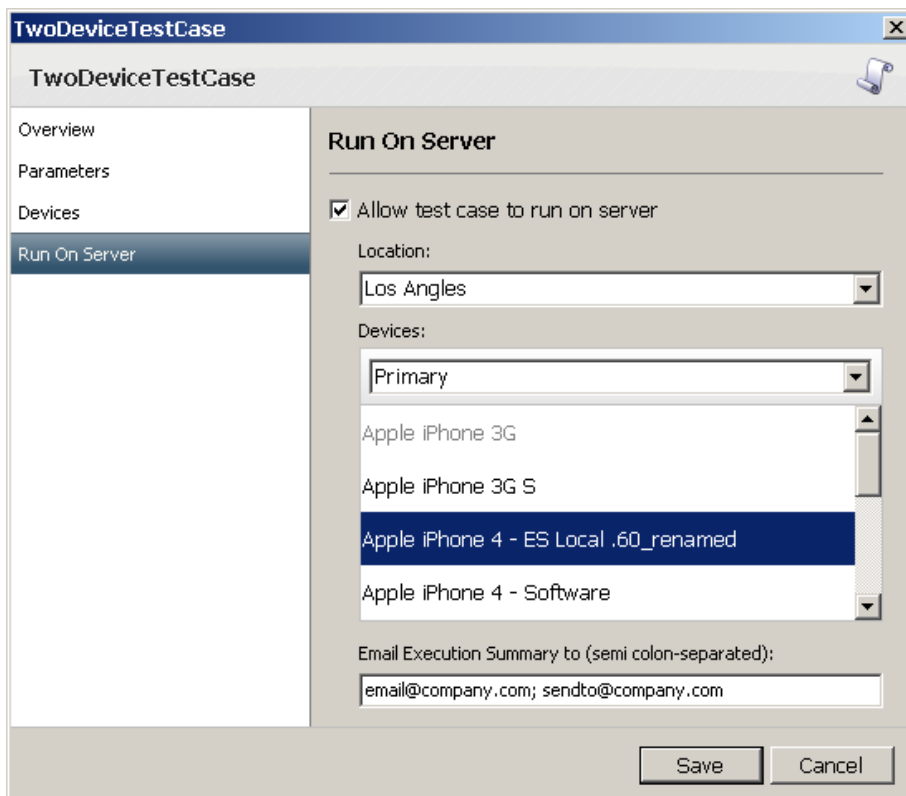 TwoDeviceTestCase
TwoDeviceTestCase
Overview
Parameters
Devices
Run On Server
Run On Server
Allow test case to run on server
Location:
Los Angles
Devices:
Primary
Apple iPhone 3G
Apple iPhone 3G S
Apple iPhone 4 - ES Local .60_renamed
Apple iPhone 4 - Software
Email Execution Summary to (semi colon-separated):
email@company.com; sendto@company.com
Save Cancel